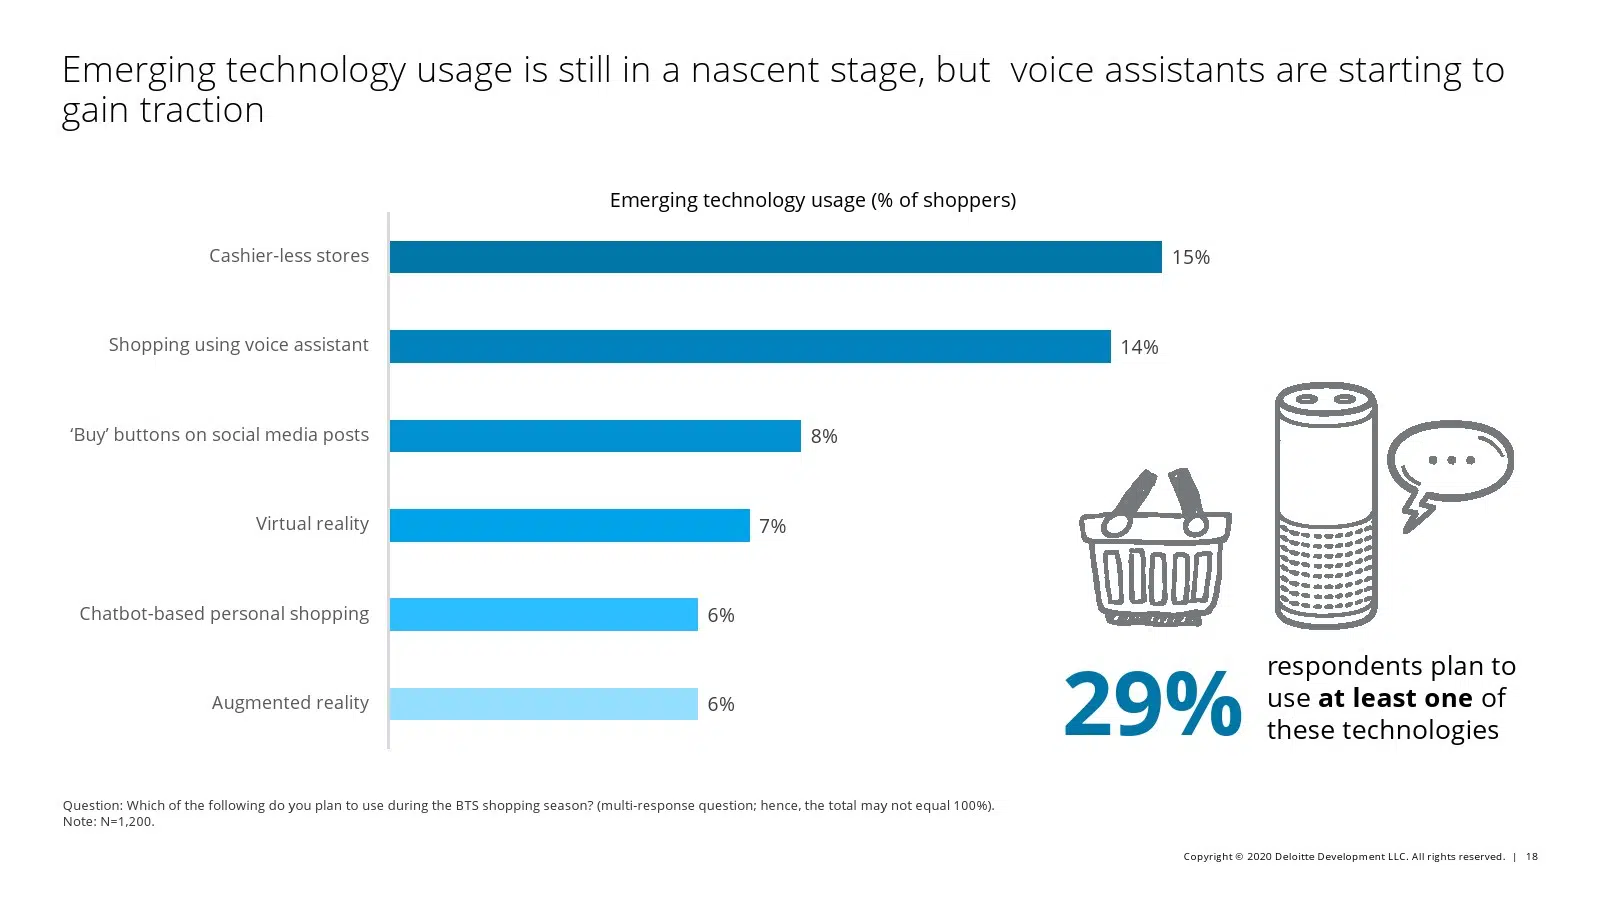 Emerging technology usage is still in a nascent stage, but  voice assistants are starting to
gain traction
Emerging technology usage (% of shoppers)
Cashier-less stores
15%
Shopping using voice assistant
14%
‘Buy’ buttons on social media posts
8%
Virtual reality
7%
Chatbot-based personal shopping
6%
Augmented reality
6%
29%
respondents plan to
use at least one of
these technologies
Question: Which of the following do you plan to use during the BTS shopping season? (multi-response question; hence, the total may not equal 100%).
Note: N=1,200.
Copyright © 2020 Deloitte Development LLC. All rights reserved. | 18